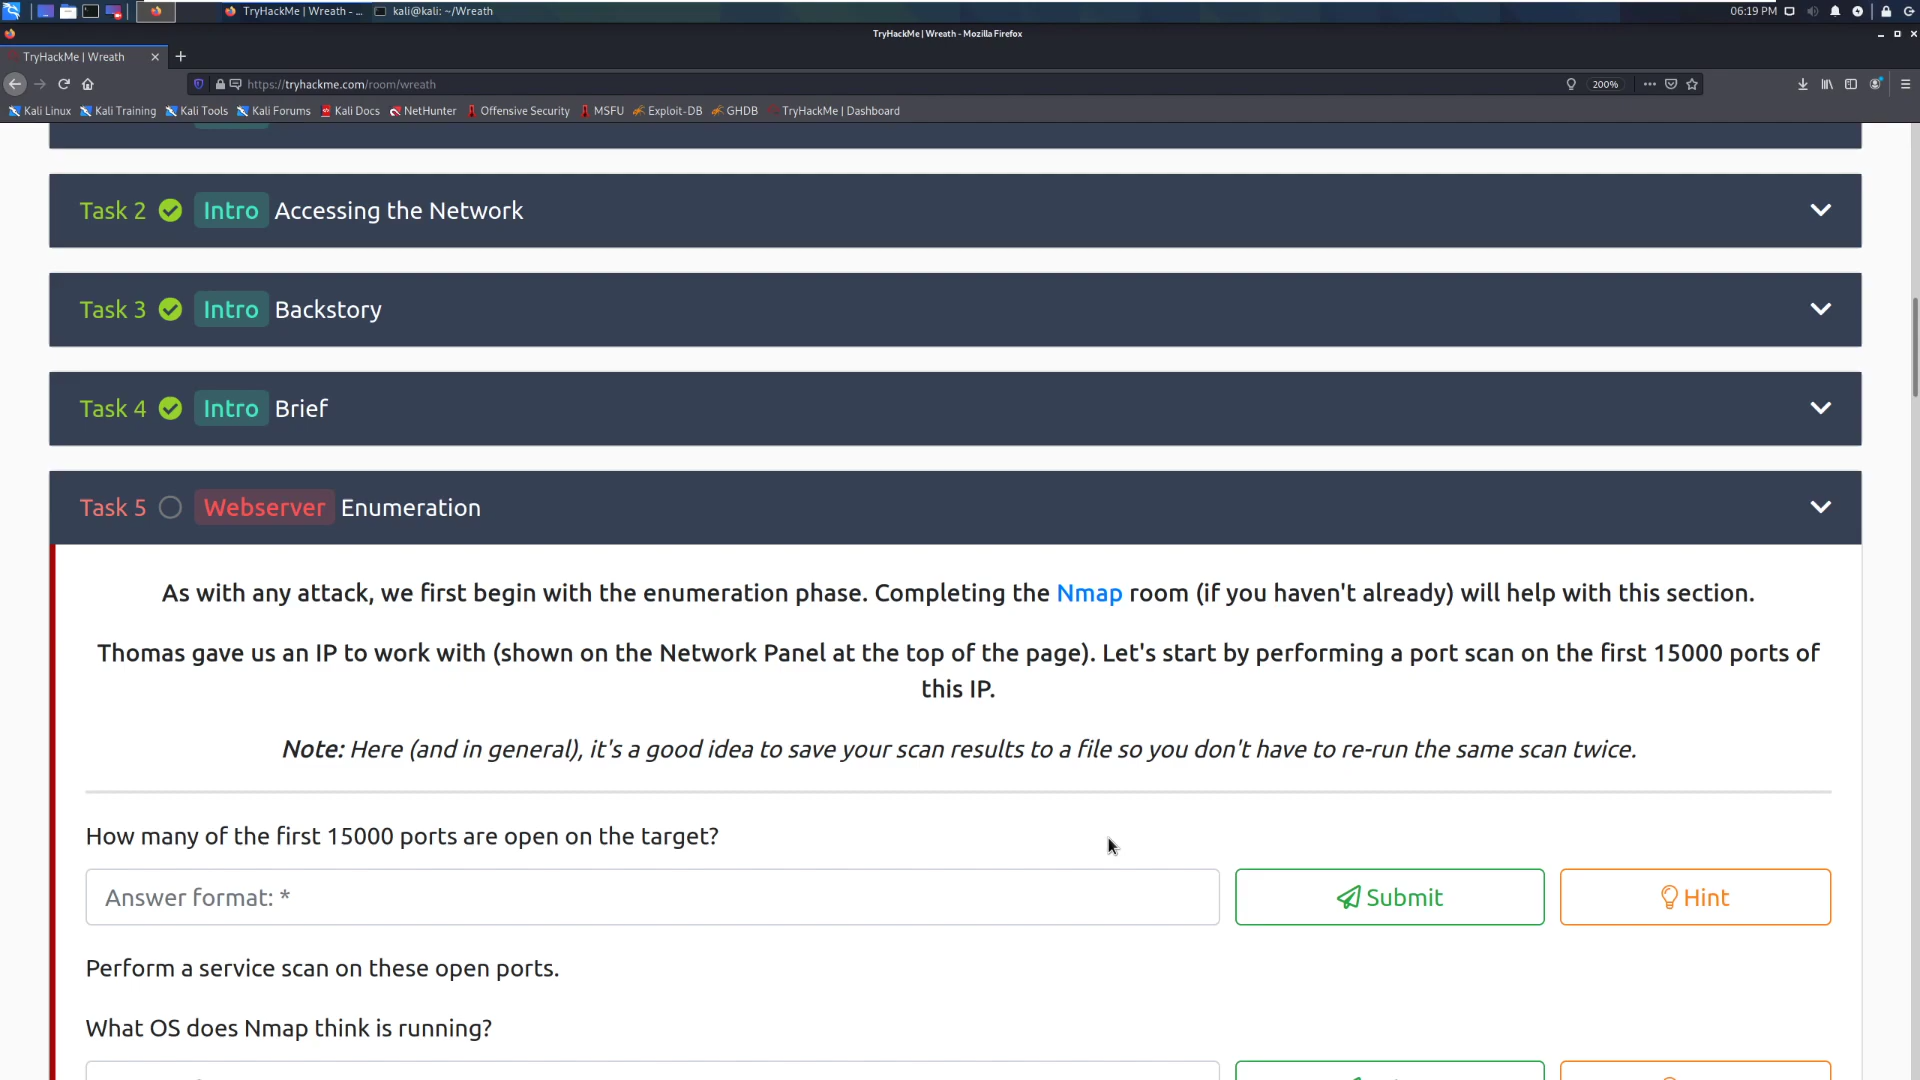 TryHackMe | Wreath - ...
kali@kali: ~/Wreath
06:19 PM
TryHackMe | Wreath - Mozilla Firefox
TryHackMe | Wreath
https://tryhackme.com/room/wreath
200%
Kali Linux
Kali Training
Kali Tools
Kali Forums
Kali Docs
NetHunter
Offensive Security
MSFU
Exploit-DB
GHDB
TryHackMe | Dashboard
Task 2 Intro Accessing the Network
Task 3 Intro Backstory
Task 4 Intro Brief
Task 5 Webserver Enumeration
As with any attack, we first begin with the enumeration phase. Completing the Nmap room (if you haven't already) will help with this section.
Thomas gave us an IP to work with (shown on the Network Panel at the top of the page). Let's start by performing a port scan on the first 15000 ports of
this IP.
Note: Here (and in general), it's a good idea to save your scan results to a file so you don't have to re-run the same scan twice.
How many of the first 15000 ports are open on the target?
Answer format: *
Submit
Hint
Perform a service scan on these open ports.
What OS does Nmap think is running?